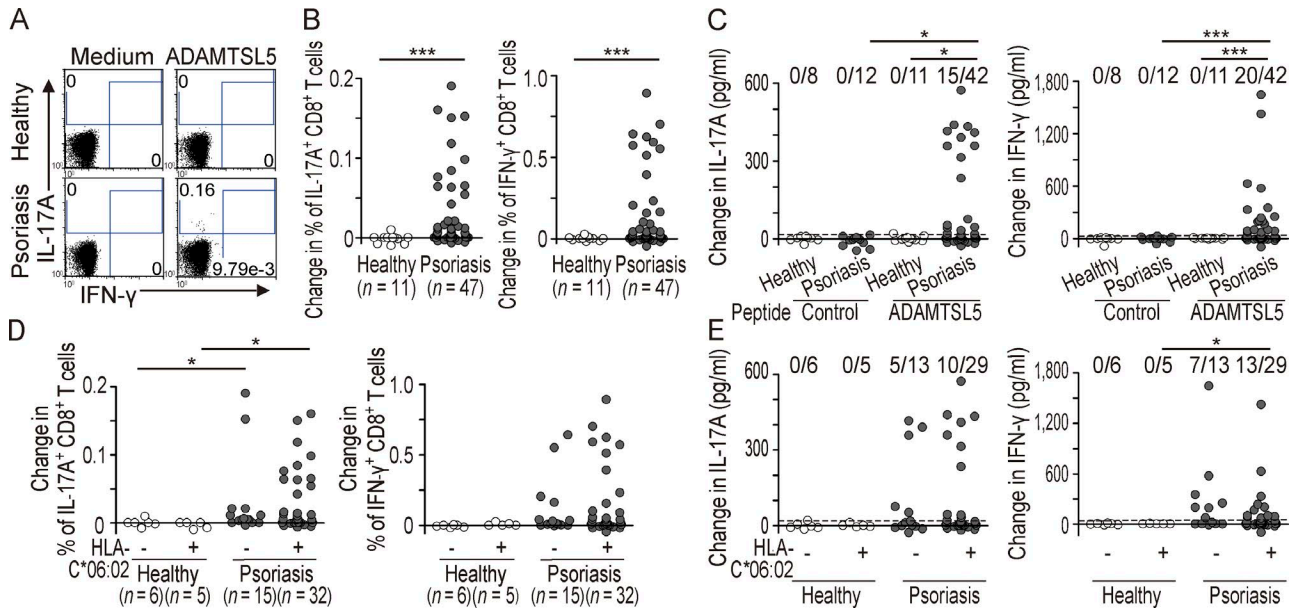 A
Medium ADAMTSL5
Healthy
Psoriasis
IL-17A
IFN-γ
0
0
0
0
0
0
0.16
9.79e-3
B
Change in % of IL-17A+ CD8+ T cells
***
0.2
0.1
0
Healthy Psoriasis
(n = 11) (n = 47)
Change in % of IFN-γ+ CD8+ T cells
***
1.0
0.5
0
Healthy Psoriasis
(n = 11) (n = 47)
C
Change in IL-17A (pg/ml)
*
*
0/8 0/12 0/11 15/42
600
300
0
Healthy Psoriasis Healthy Psoriasis
Peptide Control ADAMTSL5
Change in IFN-γ (pg/ml)
***
***
0/8 0/12 0/11 20/42
1,800
1,200
600
0
Healthy Psoriasis Healthy Psoriasis
Control ADAMTSL5
D
Change in
% of IL-17A+ CD8+ T cells
*
*
0.2
0.1
0
HLA-
C*06:02
- + - +
Healthy Psoriasis
(n = 6)(n = 5) (n = 15)(n = 32)
Change in
% of IFN-γ+ CD8+ T cells
1.0
0.5
0
- + - +
Healthy Psoriasis
(n = 6)(n = 5) (n = 15)(n = 32)
E
Change in IL-17A (pg/ml)
0/6 0/5 5/13 10/29
600
300
0
HLA-
C*06:02
- + - +
Healthy Psoriasis
Change in IFN-γ (pg/ml)
*
0/6 0/5 7/13 13/29
1,800
1,200
600
0
- + - +
Healthy Psoriasis